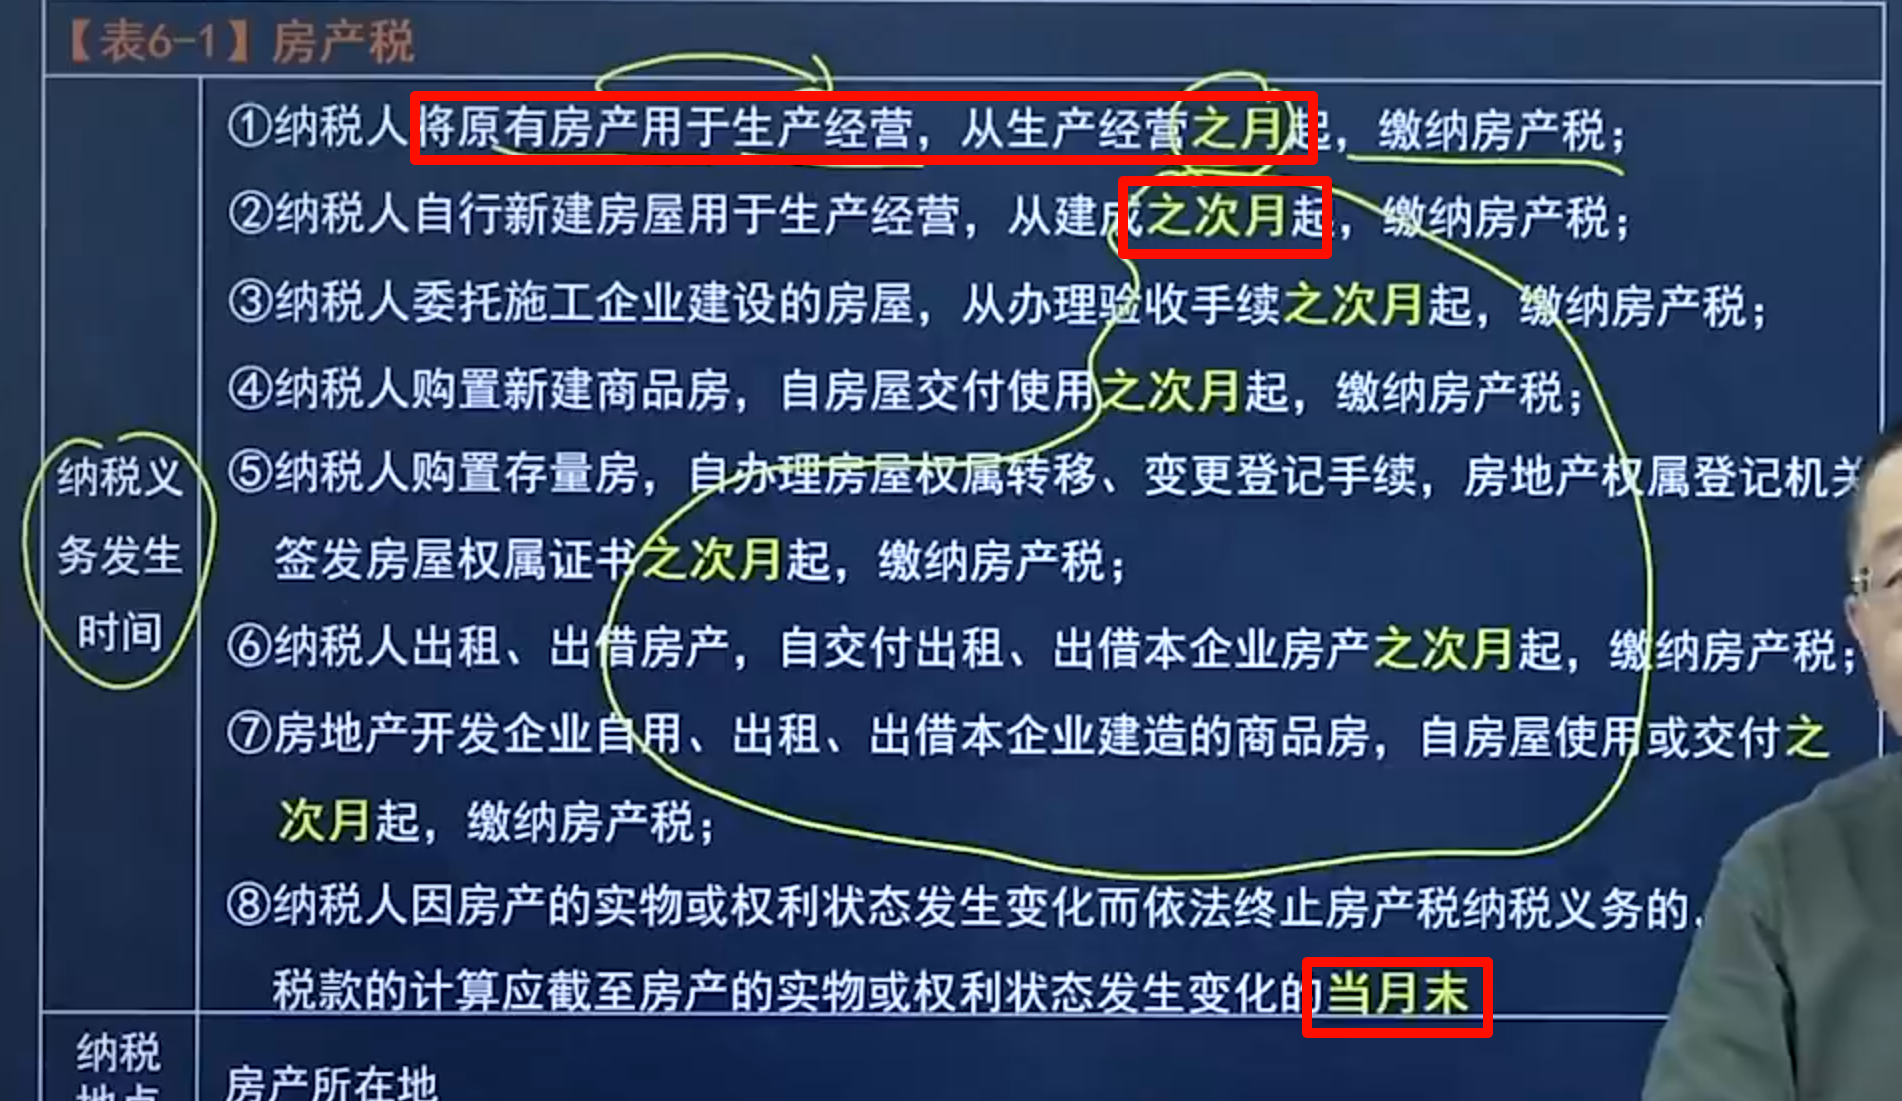 【表6-1】房产税
①纳税人将原有房产用于生产经营，从生产经营之月起，缴纳房产税；
②纳税人自行新建房屋用于生产经营，从建成之次月起，缴纳房产税；
③纳税人委托施工企业建设的房屋，从办理验收手续之次月起，缴纳房产税；
④纳税人购置新建商品房，自房屋交付使用之次月起，缴纳房产税；
⑤纳税人购置存量房，自办理房屋权属转移、变更登记手续，房地产权属登记机关
签发房屋权属证书之次月起，缴纳房产税；
⑥纳税人出租、出借房产，自交付出租、出借本企业房产之次月起，缴纳房产税；
⑦房地产开发企业自用、出租、出借本企业建造的商品房，自房屋使用或交付之
次月起，缴纳房产税；
⑧纳税人因房产的实物或权利状态发生变化而依法终止房产税纳税义务的，
税款的计算应截至房产的实物或权利状态发生变化的当月末
纳税义
务发生
时间
纳税
地点
房产所在地